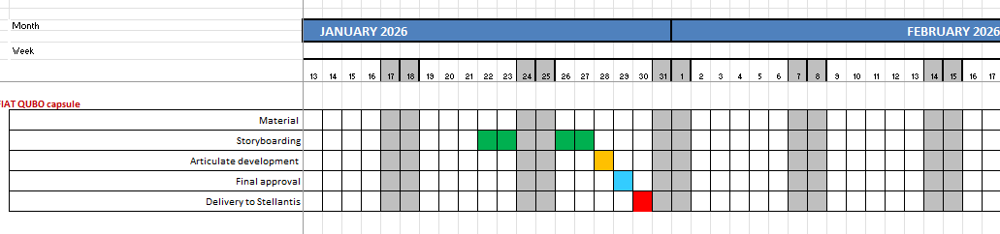 Month
JANUARY 2026 FEBRUARY 2026
Week
13 14 15 16 17 18 19 20 21 22 23 24 25 26 27 28 29 30 31 1 2 3 4 5 6 7 8 9 10 11 12 13 14 15 16 17
FIAT QUBO capsule
Material
Storyboarding
Articulate development
Final approval
Delivery to Stellantis